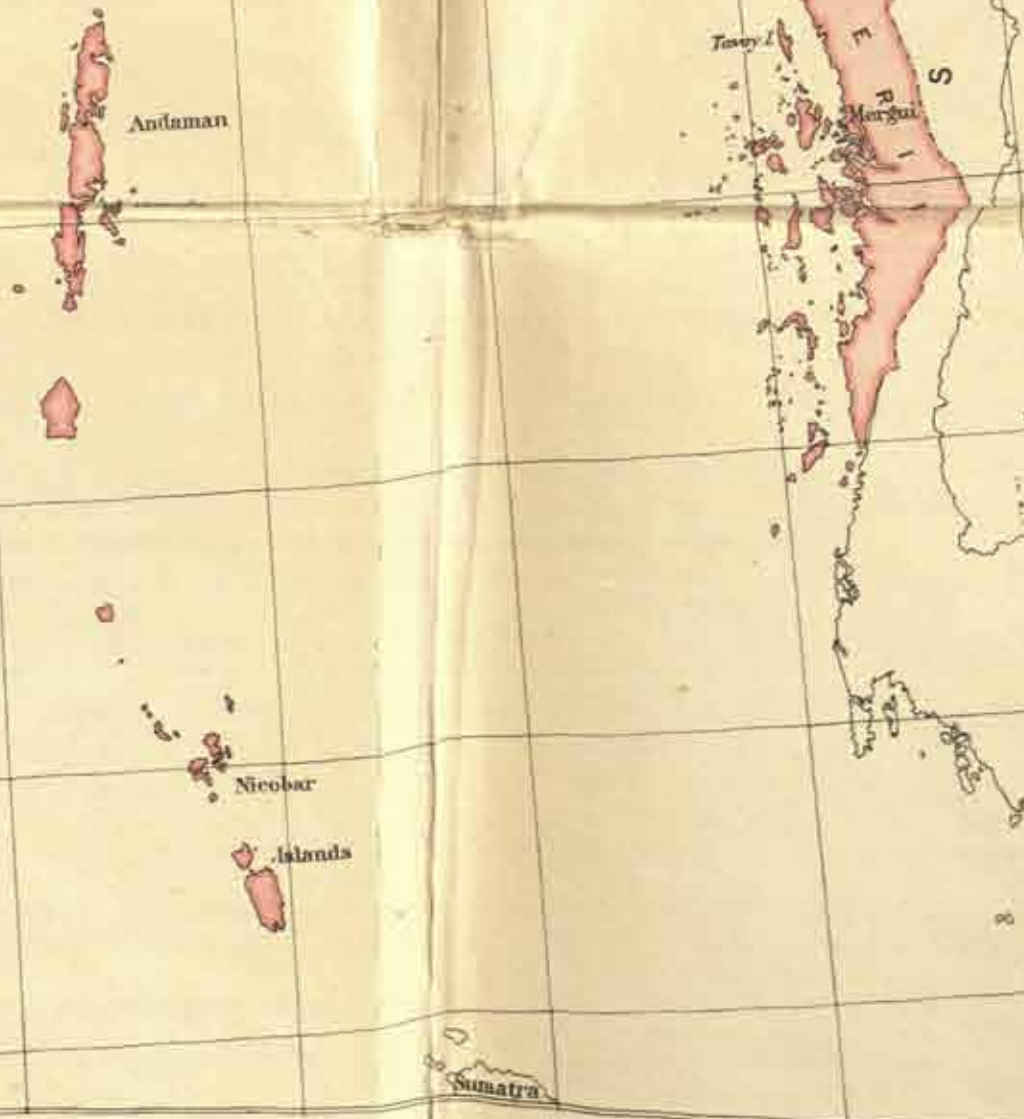 Tavoy I.
E
S
R
Mergui
I
Andaman
Nicobar
Islands
Sumatra